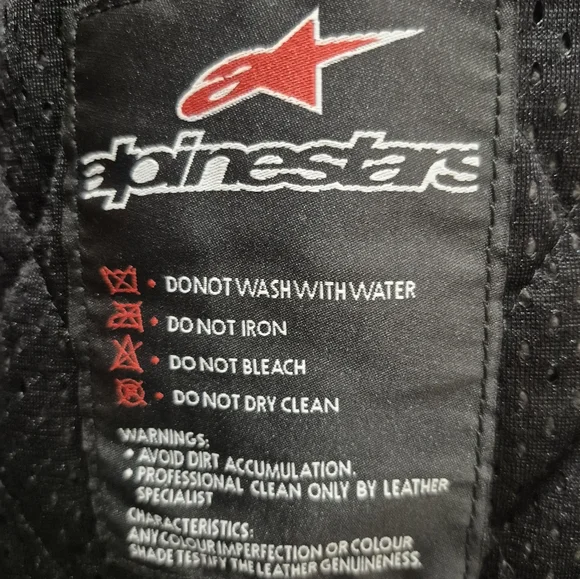 alpinestars
• DO NOT WASH WITH WATER
• DO NOT IRON
• DO NOT BLEACH
• DO NOT DRY CLEAN
WARNINGS:
• AVOID DIRT ACCUMULATION.
• PROFESSIONAL CLEAN ONLY BY LEATHER
SPECIALIST
CHARACTERISTICS:
ANY COLOUR IMPERFECTION OR COLOUR
SHADE TESTIFY THE LEATHER GENUINENESS.